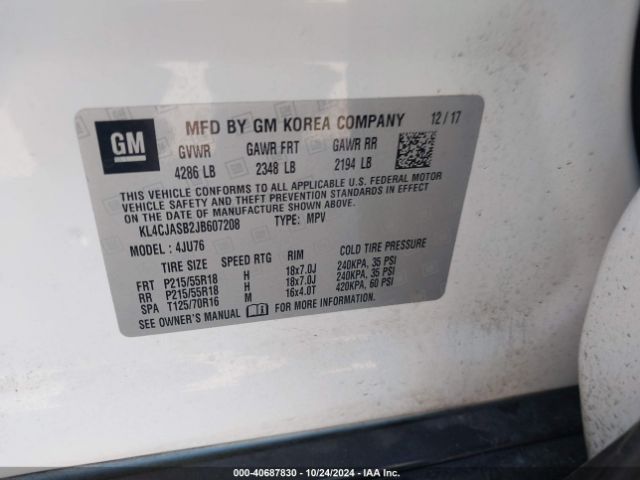 GM
MFD BY GM KOREA COMPANY 12/17
GVWR GAWR FRT GAWR RR
4286 LB 2348 LB 2194 LB
THIS VEHICLE CONFORMS TO ALL APPLICABLE U.S. FEDERAL MOTOR
VEHICLE SAFETY AND THEFT PREVENTION STANDARDS IN EFFECT
ON THE DATE OF MANUFACTURE SHOWN ABOVE.
KL4CJASB2JB607208 TYPE: MPV
MODEL: 4JU76
TIRE SIZE SPEED RTG RIM COLD TIRE PRESSURE
FRT P215/55R18 H 18x7.0J 240KPA, 35 PSI
RR P215/55R18 H 18x7.0J 240KPA, 35 PSI
SPA T125/70R16 M 16x4.0T 420KPA, 60 PSI
SEE OWNER'S MANUAL FOR MORE INFORMATION.
000-40687830 - 10/24/2024 - IAA Inc.